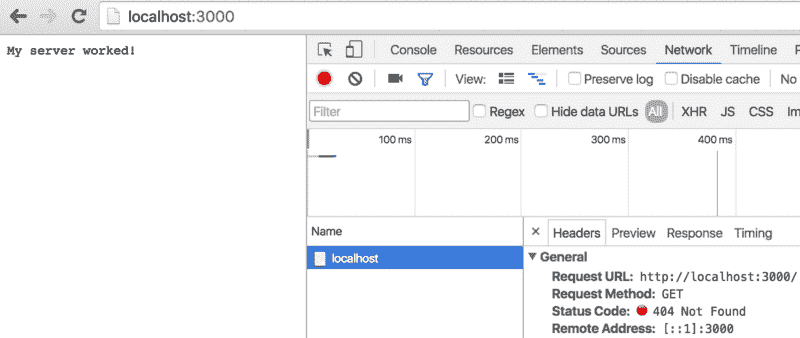 localhost:3000
My server worked!
Console Resources Elements Sources Network Timeline
View: Preserve log Disable cache No
Filter Regex Hide data URLs All XHR JS CSS Im
100 ms 200 ms 300 ms 400 ms
Name
localhost
× Headers Preview Response Timing
General
Request URL: http://localhost:3000/
Request Method: GET
Status Code: 404 Not Found
Remote Address: [::1]:3000